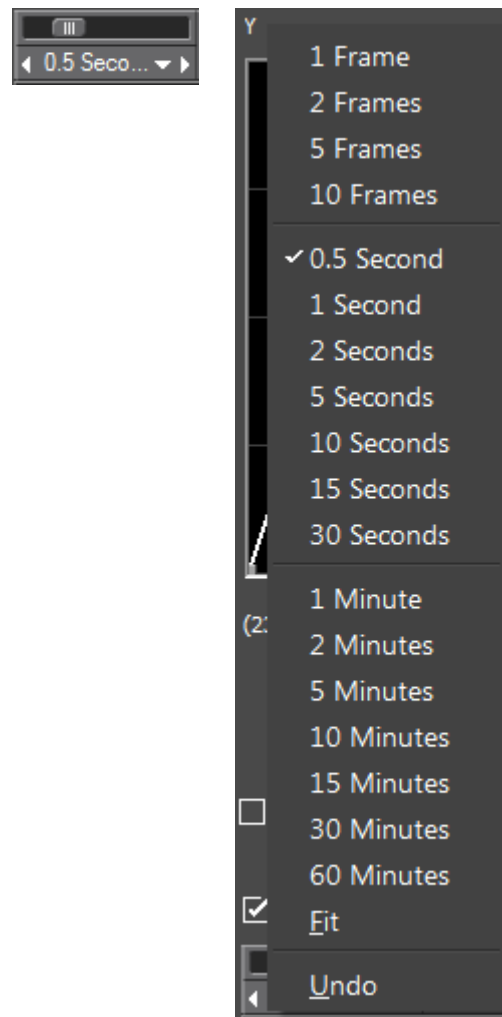 0.5 Seco...
Y
1 Frame
2 Frames
5 Frames
10 Frames
0.5 Second
1 Second
2 Seconds
5 Seconds
10 Seconds
15 Seconds
30 Seconds
1 Minute
(23
2 Minutes
5 Minutes
10 Minutes
15 Minutes
30 Minutes
60 Minutes
Fit
Undo